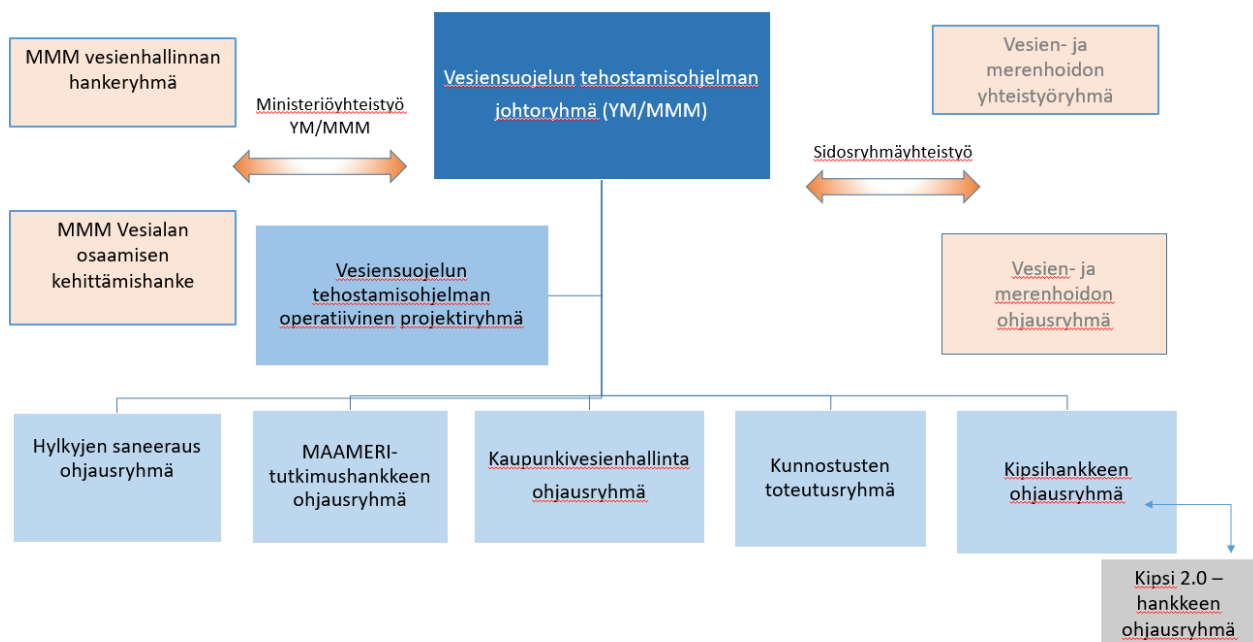 MMM vesienhallinnan
hankeryhmä
Ministeriöyhteistyö
YM/MMM
Vesiensuojelun tehostamisohjelman
johtoryhmä (YM/MMM)
Vesien- ja
merenhoidon
yhteistyöryhmä
Sidosryhmäyhteistyö
MMM Vesialan
osaamisen
kehittämishanke
Vesiensuojelun
tehostamisohjelman
operatiivinen projektiryhmä
Vesien- ja
merenhoidon
ohjausryhmä
Hylkyjen saneeraus
ohjausryhmä
MAAMERI-
tutkimushankkeen
ohjausryhmä
Kaupunkivesienhallinta
ohjausryhmä
Kunnostusten
toteutusryhmä
Kipsihankkeen
ohjausryhmä
Kipsi 2.0 –
hankkeen
ohjausryhmä